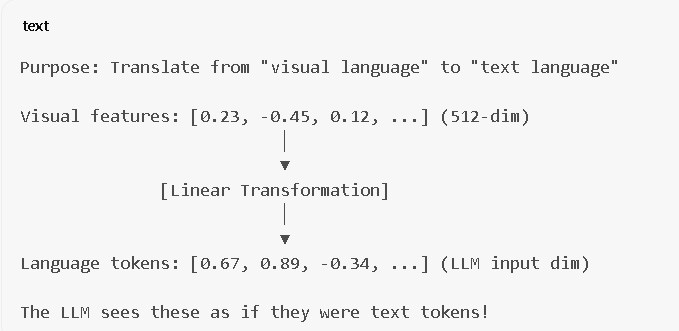 text
Purpose: Translate from "visual language" to "text language"
Visual features: [0.23, -0.45, 0.12, ...] (512-dim)
[Linear Transformation]
Language tokens: [0.67, 0.89, -0.34, ...] (LLM input dim)
The LLM sees these as if they were text tokens!